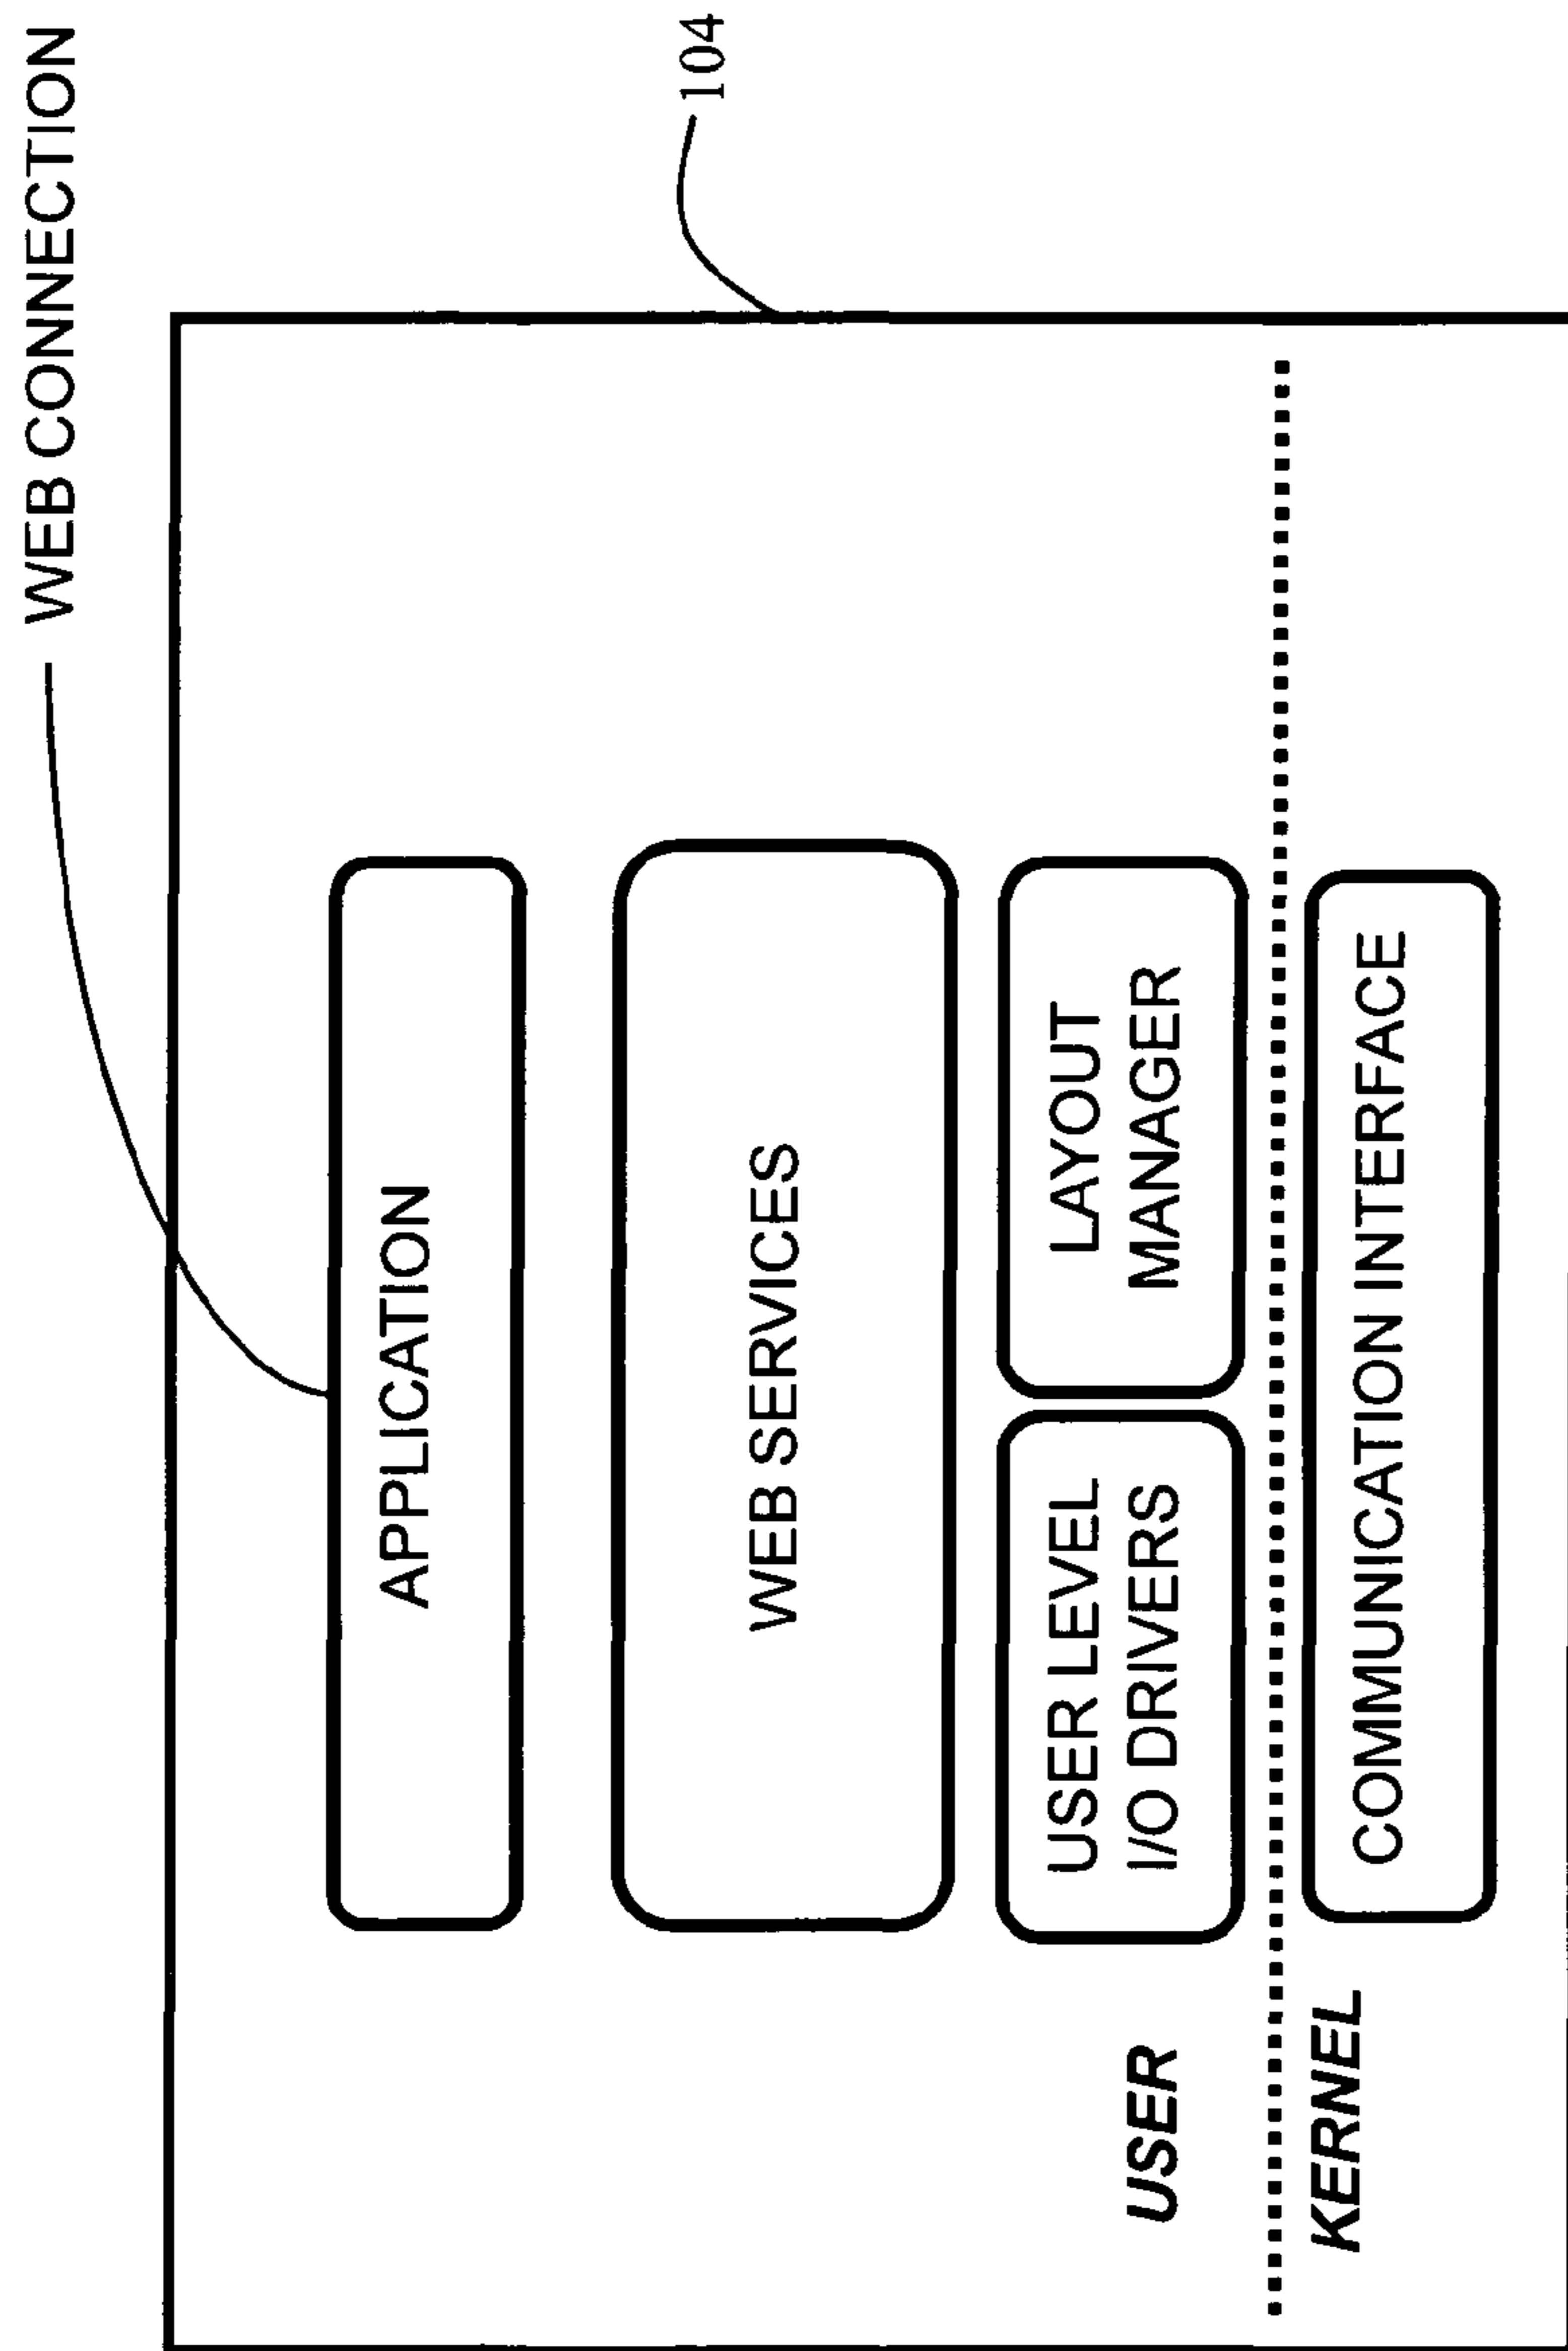 WEB CONNECTION
104
APPLICATION
WEB SERVICES
USER LEVEL
I/O DRIVERS
LAYOUT
MANAGER
USER
KERNEL
COMMUNICATION INTERFACE